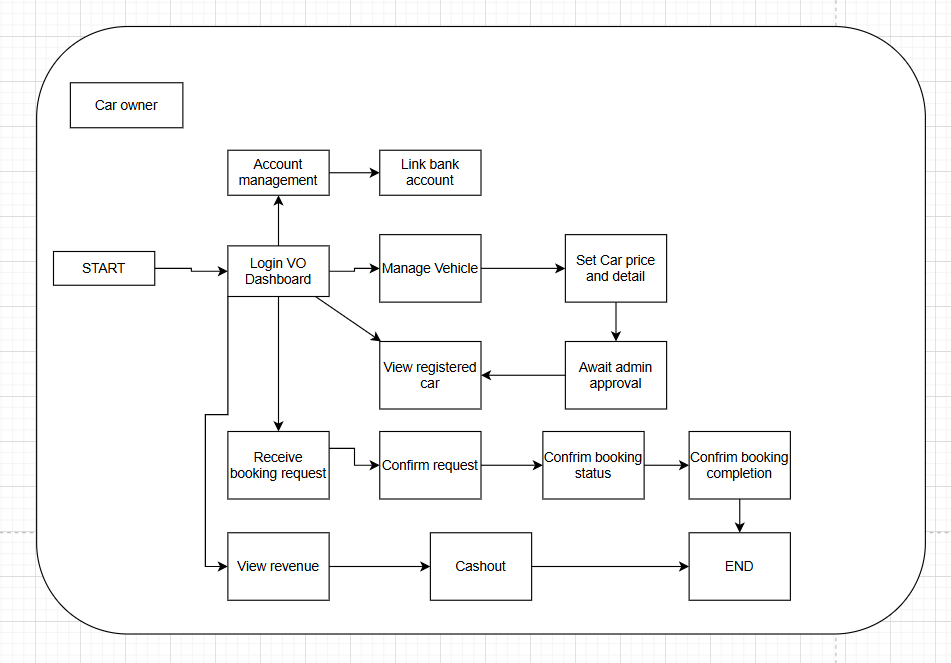 Car owner
Account
management
Link bank
account
START
Login VO
Dashboard
Manage Vehicle
Set Car price
and detail
View registered
car
Await admin
approval
Receive
booking request
Confirm request
Confrim booking
status
Confrim booking
completion
View revenue
Cashout
END